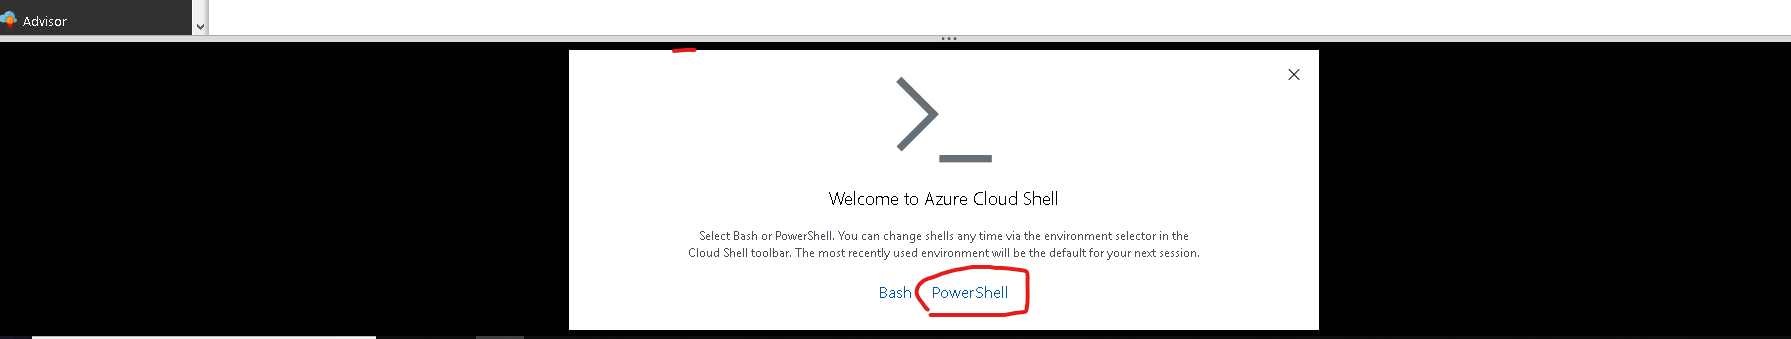 Advisor
Welcome to Azure Cloud Shell
Select Bash or PowerShell. You can change shells any time via the environment selector in the
Cloud Shell toolbar. The most recently used environment will be the default for your next session.
Bash PowerShell